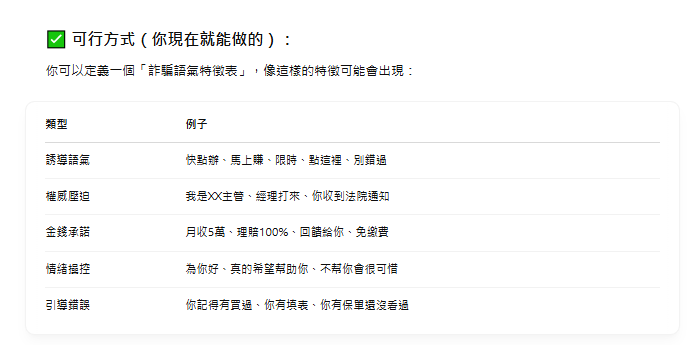 ✅ 可行方式（你現在就能做的）：
你可以定義一個「詐騙語氣特徵表」，像這樣的特徵可能會出現：
類型 例子
誘導語氣 快點辦、馬上賺、限時、點這裡、別錯過
權威壓迫 我是XX主管、經理打來、你收到法院通知
金錢承諾 月收5萬、理賠100%、回饋給你、免繳費
情緒操控 為你好、真的希望幫助你、不幫你會很可惜
引導錯誤 你記得有買過、你有填表、你有保單還沒看過